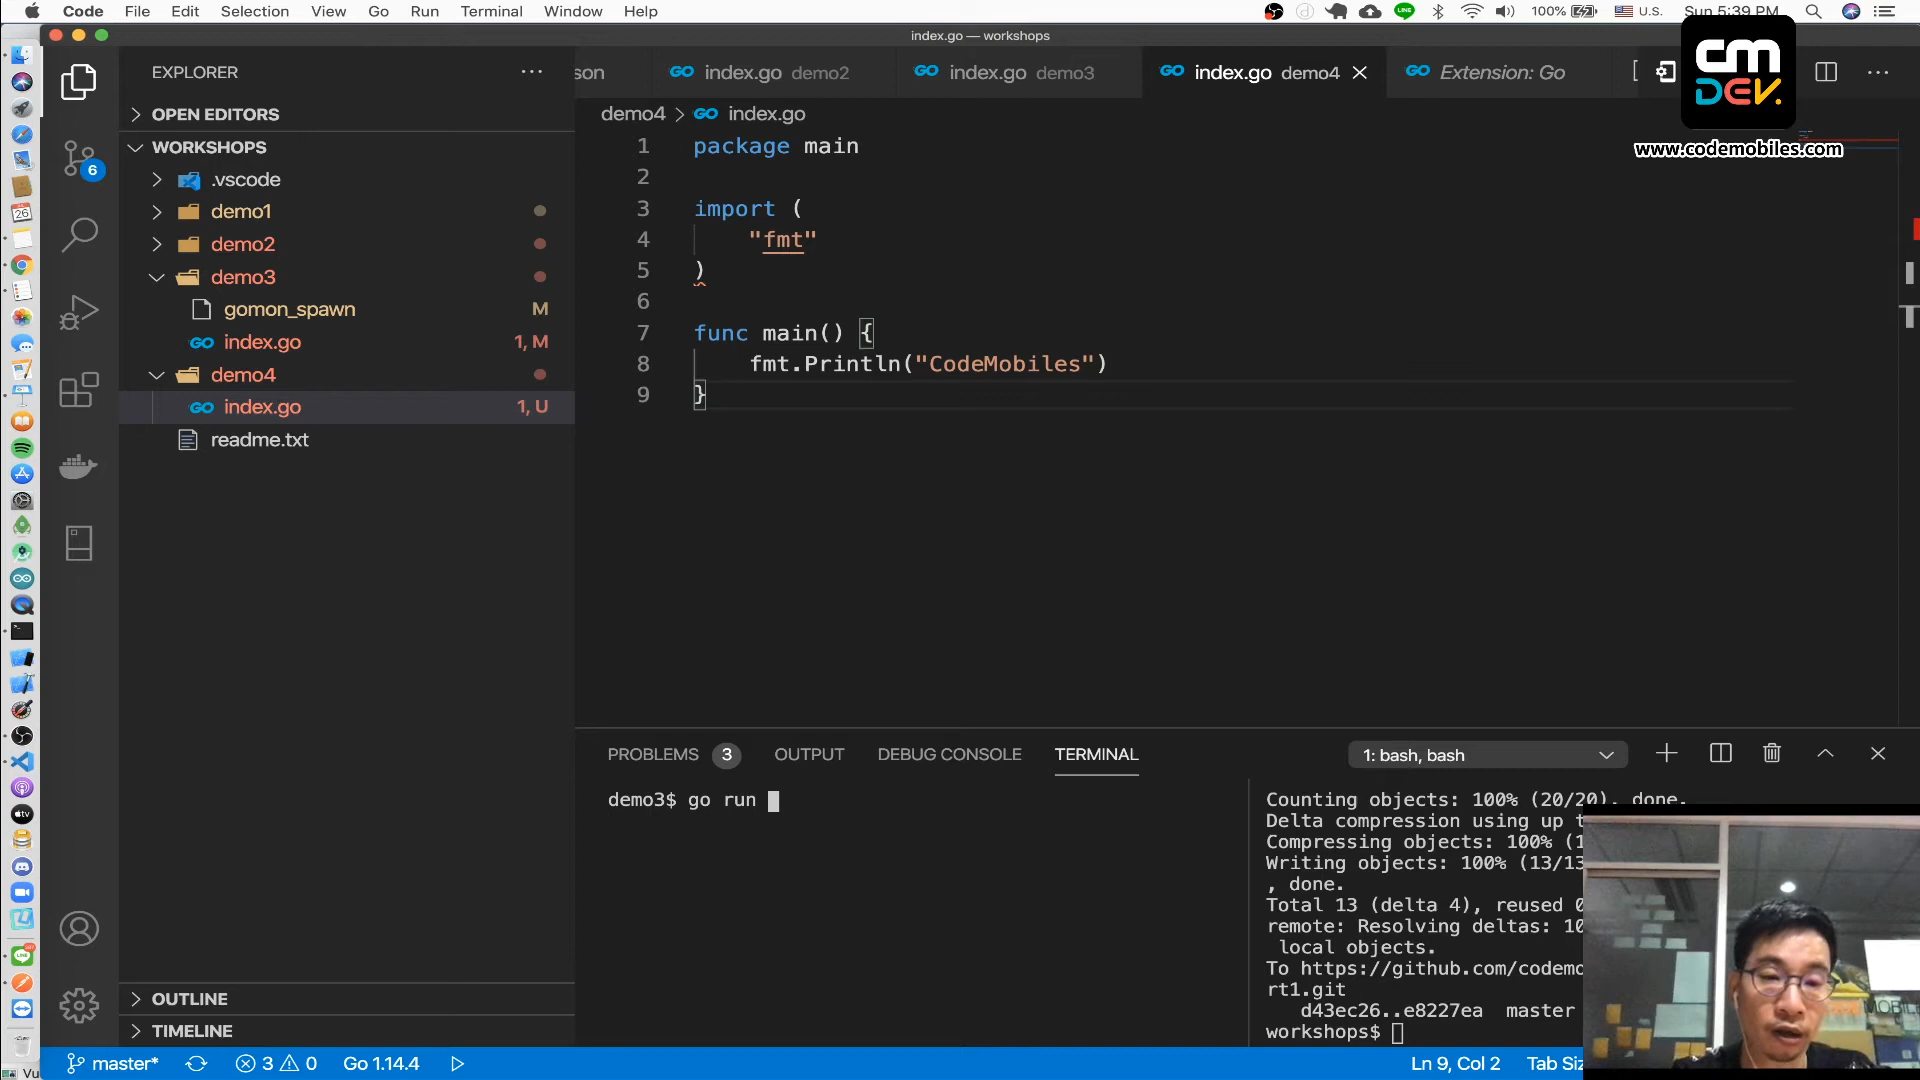 Code File Edit Selection View Go Run Terminal Window Help
100% U.S. Sun 5:39 PM
index.go — workshops
cm
DEV.
www.codemobiles.com
EXPLORER
OPEN EDITORS
WORKSHOPS
.vscode
demo1
demo2
demo3
gomon_spawn M
index.go 1, M
demo4
index.go 1, U
readme.txt
OUTLINE
TIMELINE
6
26
son
index.go demo2
index.go demo3
index.go demo4
Extension: Go
demo4 > index.go
1 package main
2
3 import (
4 "fmt"
5 )
6
7 func main() {
8 fmt.Println("CodeMobiles")
9 }
PROBLEMS 3 OUTPUT DEBUG CONSOLE TERMINAL
1: bash, bash
demo3$ go run
Counting objects: 100% (20/20), done.
Delta compression using up t
Compressing objects: 100% (1
Writing objects: 100% (13/13
, done.
Total 13 (delta 4), reused 0
remote: Resolving deltas: 10
local objects.
To https://github.com/codemo
rt1.git
d43ec26..e8227ea master
workshops$
master* 3 0 Go 1.14.4
Ln 9, Col 2 Tab Siz
Vu